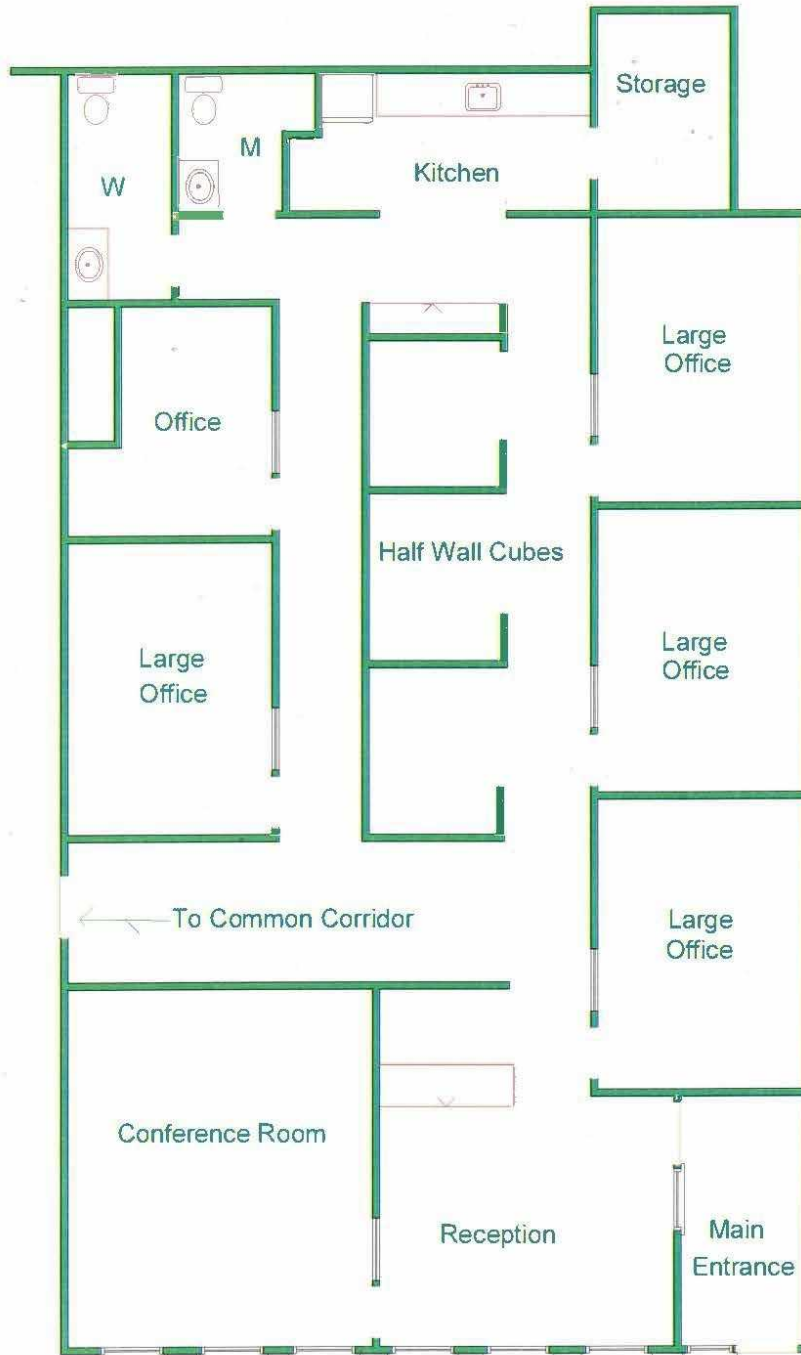 Storage
M
Kitchen
W
Large
Office
Office
Half Wall Cubes
Large
Office
Large
Office
To Common Corridor
Large
Office
Conference Room
Reception
Main
Entrance